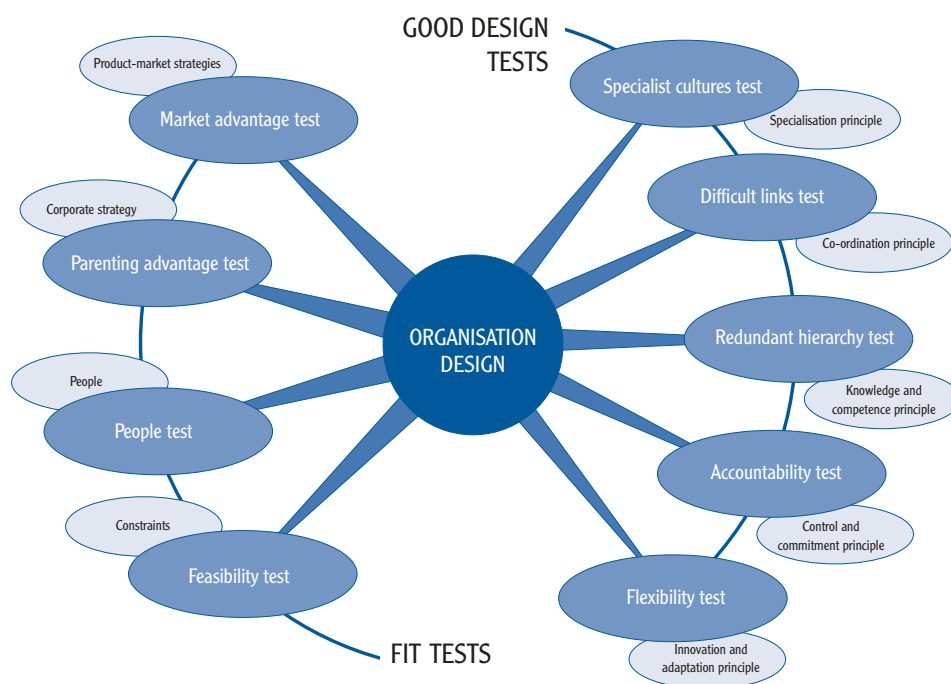 GOOD DESIGN
TESTS
Product-market strategies
Market advantage test
Corporate strategy
Parenting advantage test
People
People test
Constraints
Feasibility test
FIT TESTS
ORGANISATION
DESIGN
Specialist cultures test
Specialisation principle
Difficult links test
Co-ordination principle
Redundant hierarchy test
Knowledge and
competence principle
Accountability test
Control and
commitment principle
Flexibility test
Innovation and
adaptation principle